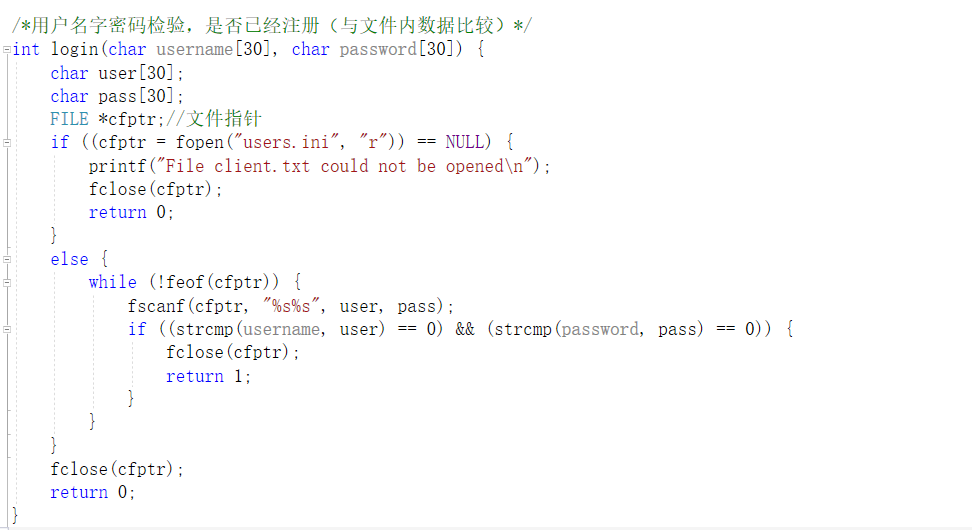 /*用户名字密码检验，是否已经注册（与文件内数据比较）*/
int login(char username[30], char password[30]) {
    char user[30];
    char pass[30];
    FILE *cfptr;//文件指针
    if ((cfptr = fopen("users.ini", "r")) == NULL) {
        printf("File client.txt could not be opened\n");
        fclose(cfptr);
        return 0;
    }
    else {
        while (!feof(cfptr)) {
            fscanf(cfptr, "%s%s", user, pass);
            if ((strcmp(username, user) == 0) && (strcmp(password, pass) == 0)) {
                fclose(cfptr);
                return 1;
            }
        }
    }
    fclose(cfptr);
    return 0;
}